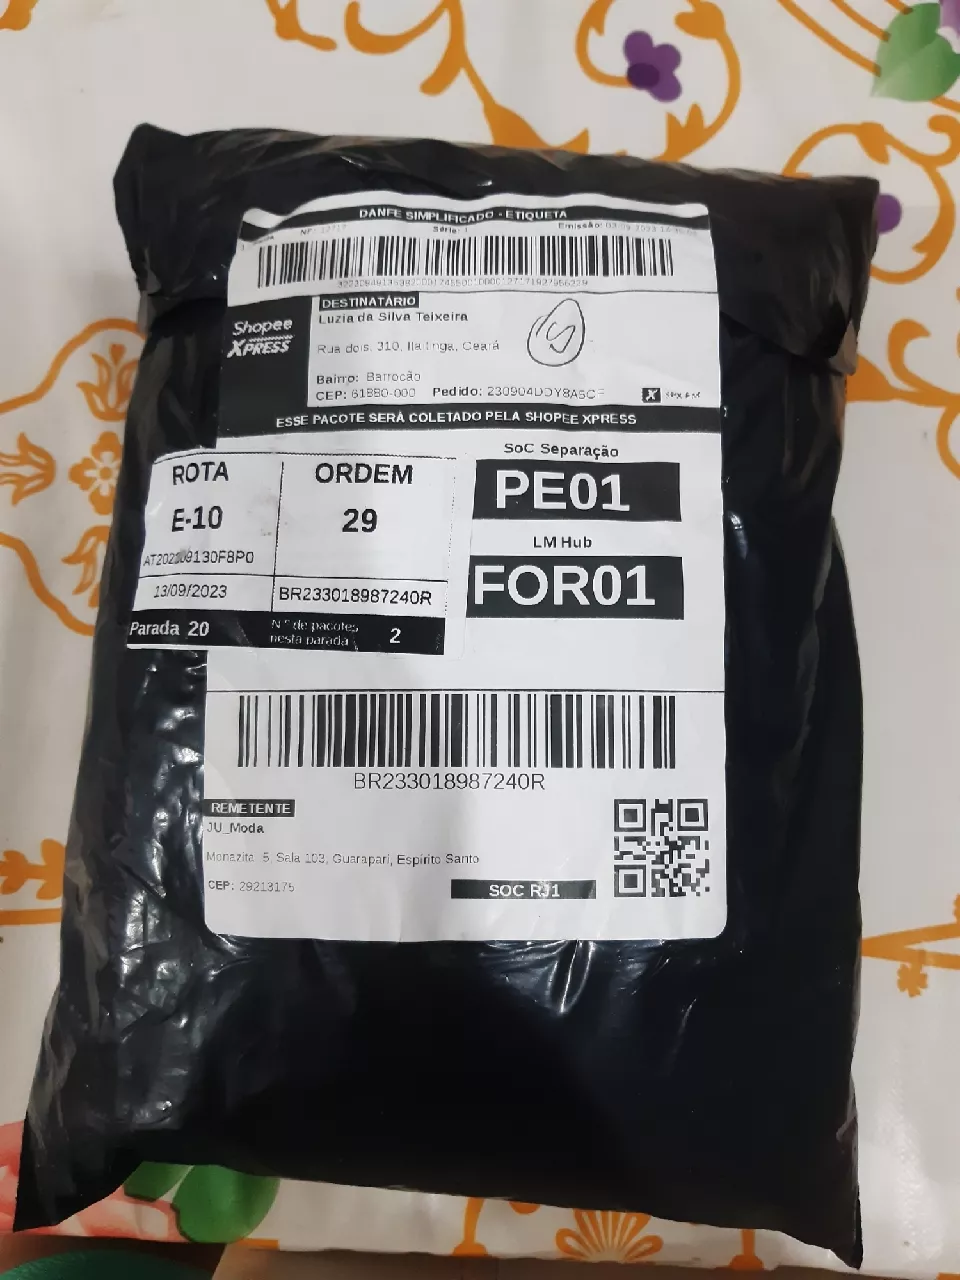 DANFE SIMPLIFICADO - ETIQUETA
Série: 1
Emissão:
DESTINATÁRIO
Luzia da Silva Teixeira
Shopee
XPRESS
Rua dois, 310, Itaitinga, Ceará
Bairro: Barrocão
CEP: 61880-000 Pedido:
ESSE PACOTE SERÁ COLETADO PELA SHOPEE XPRESS
SoC Separação
PE01
LM Hub
FOR01
ROTA
E-10
ORDEM
29
13/09/2023
BR233018987240R
Parada 20
N° de pacotes
nesta parada:
2
BR233018987240R
REMETENTE
JU_Moda
Monazita, 5, Sala 103, Guarapari, Espirito Santo
CEP: 29213175
SOC RJ1